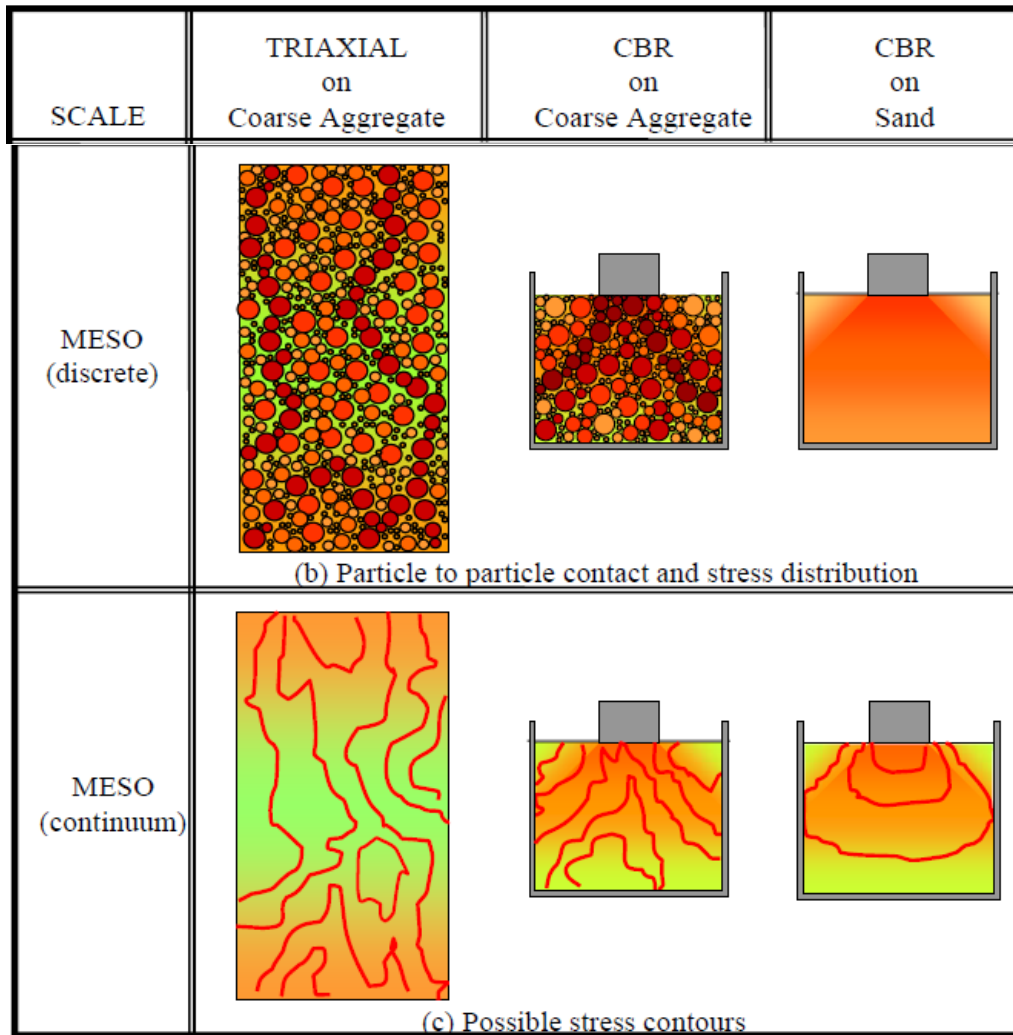 SCALE
TRIAXIAL
on
Coarse Aggregate
CBR
on
Coarse Aggregate
CBR
on
Sand
MESO
(discrete)
(b) Particle to particle contact and stress distribution
MESO
(continuum)
(c) Possible stress contours